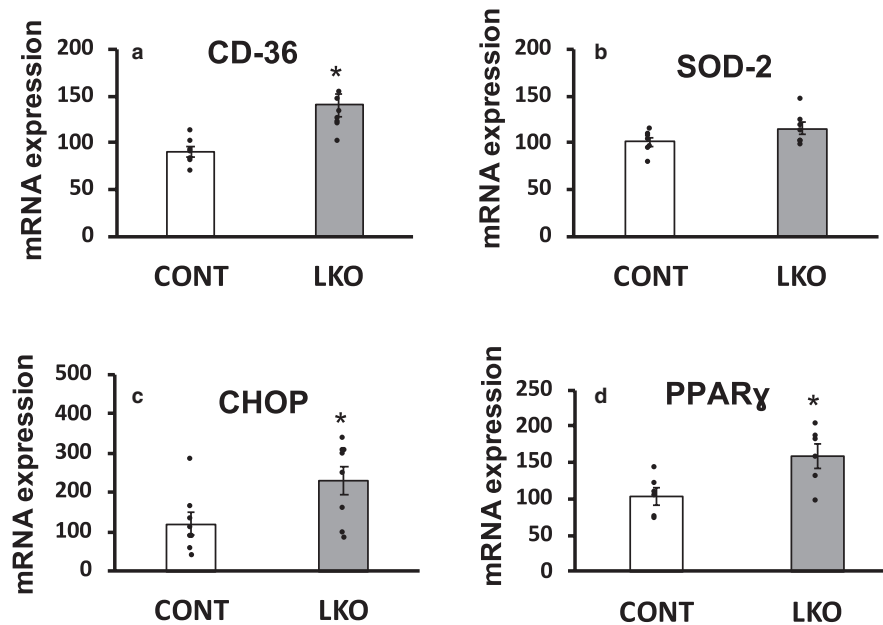 a
CD-36
mRNA expression
200
150
100
50
0
*
CONT LKO
b
SOD-2
mRNA expression
200
150
100
50
0
CONT LKO
c
CHOP
mRNA expression
500
400
300
200
100
0
*
CONT LKO
d
PPARɣ
mRNA expression
250
200
150
100
50
0
*
CONT LKO